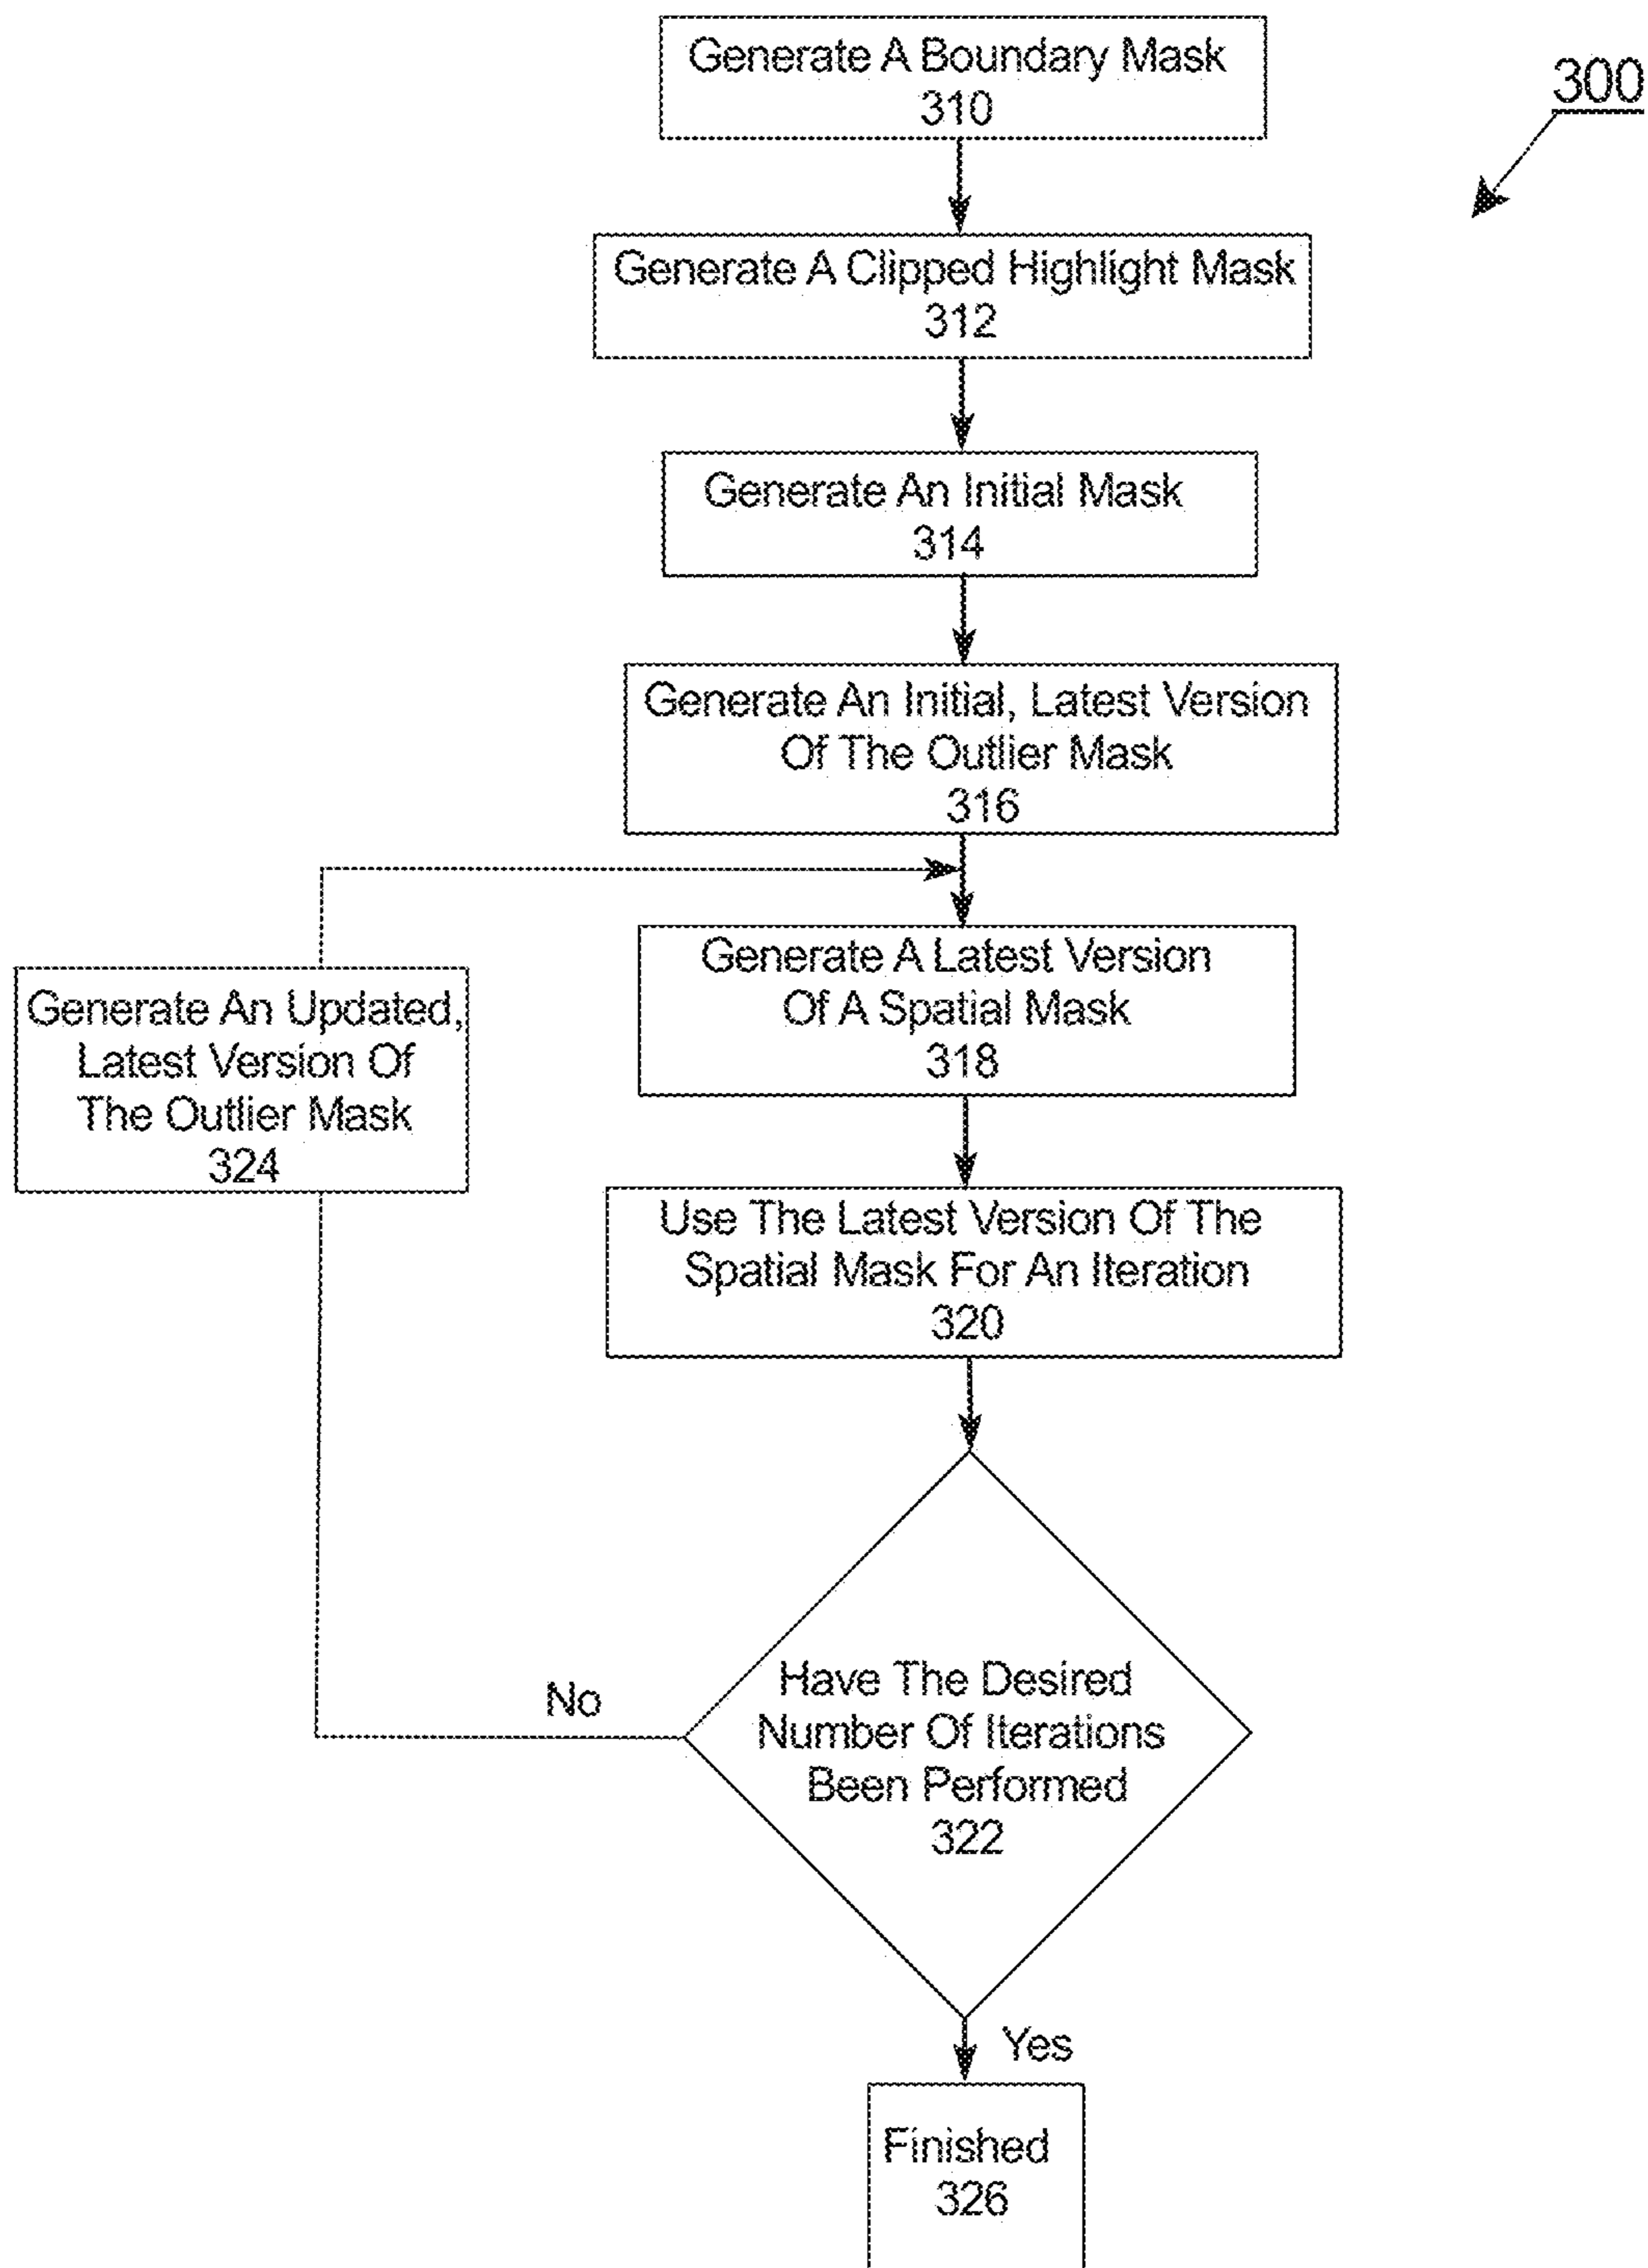 Generate A Boundary Mask
310
300
Generate A Clipped Highlight Mask
312
Generate An Initial Mask
314
Generate An Initial, Latest Version
Of The Outlier Mask
316
Generate A Latest Version
Of A Spatial Mask
318
Generate An Updated,
Latest Version Of
The Outlier Mask
324
Use The Latest Version Of The
Spatial Mask For An Iteration
320
Have The Desired
Number Of Iterations
Been Performed
322
No
Yes
Finished
326